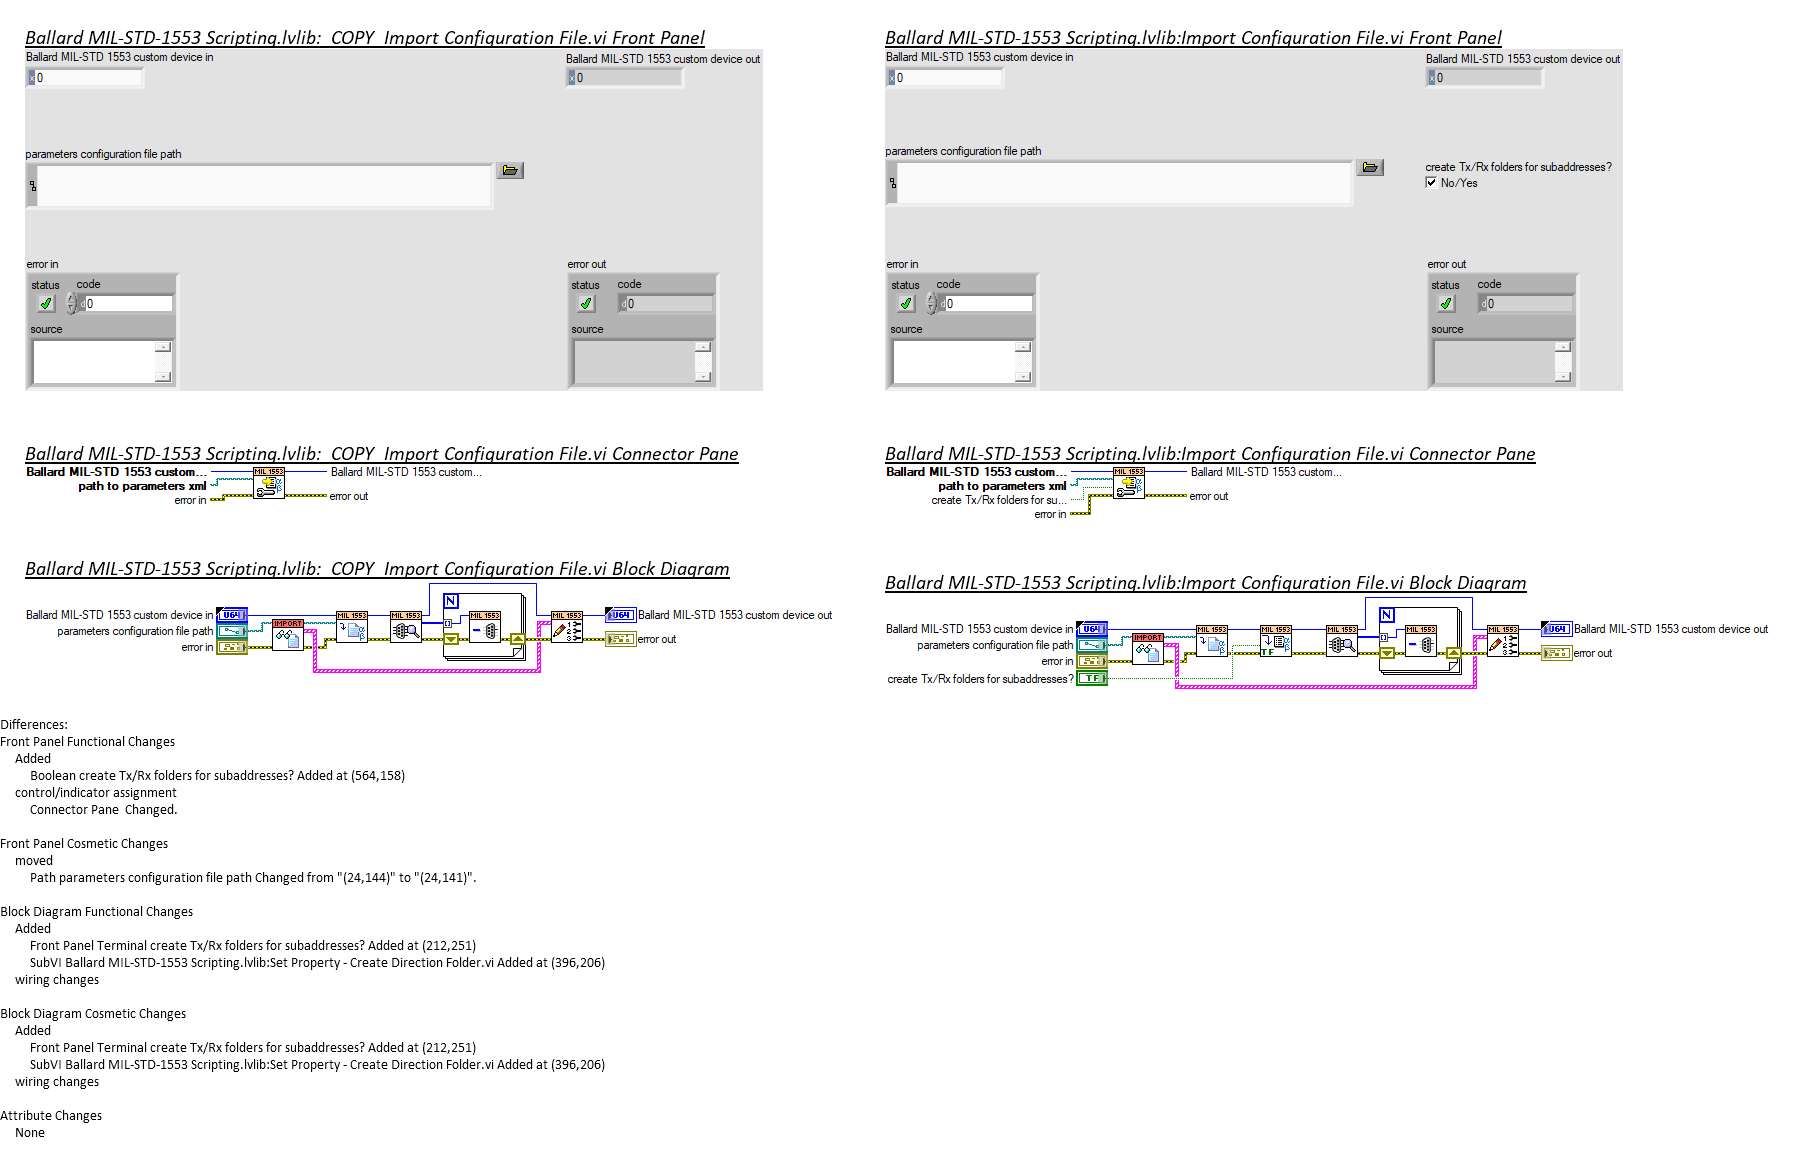 Ballard MIL-STD-1553 Scripting.lvlib:  COPY  Import Configuration File.vi Front Panel
Ballard MIL-STD 1553 custom device in
Ballard MIL-STD 1553 custom device out
x 0
x 0
parameters configuration file path
error in
error out
status
code
status
code
d 0
d 0
source
source
Ballard MIL-STD-1553 Scripting.lvlib:Import Configuration File.vi Front Panel
Ballard MIL-STD 1553 custom device in
Ballard MIL-STD 1553 custom device out
x 0
x 0
parameters configuration file path
create Tx/Rx folders for subaddresses?
No/Yes
error in
error out
status
code
status
code
d 0
d 0
source
source
Ballard MIL-STD-1553 Scripting.lvlib:  COPY  Import Configuration File.vi Connector Pane
Ballard MIL-STD 1553 custom...
MIL 1553
Ballard MIL-STD 1553 custom...
path to parameters xml
error in
error out
Ballard MIL-STD-1553 Scripting.lvlib:Import Configuration File.vi Connector Pane
Ballard MIL-STD 1553 custom...
MIL 1553
Ballard MIL-STD 1553 custom...
path to parameters xml
create Tx/Rx folders for su...
error out
error in
Ballard MIL-STD-1553 Scripting.lvlib:  COPY  Import Configuration File.vi Block Diagram
N
Ballard MIL-STD 1553 custom device in
U64
MIL 1553
MIL 1553
MIL 1553
MIL 1553
U64
Ballard MIL-STD 1553 custom device out
parameters configuration file path
IMPORT
error in
error out
Ballard MIL-STD-1553 Scripting.lvlib:Import Configuration File.vi Block Diagram
N
Ballard MIL-STD 1553 custom device in
U64
MIL 1553
MIL 1553
MIL 1553
MIL 1553
MIL 1553
U64
Ballard MIL-STD 1553 custom device out
parameters configuration file path
IMPORT
TF
error in
error out
create Tx/Rx folders for subaddresses?
TF
Differences:
Front Panel Functional Changes
Added
Boolean create Tx/Rx folders for subaddresses? Added at (564,158)
control/indicator assignment
Connector Pane  Changed.
Front Panel Cosmetic Changes
moved
Path parameters configuration file path Changed from "(24,144)" to "(24,141)".
Block Diagram Functional Changes
Added
Front Panel Terminal create Tx/Rx folders for subaddresses? Added at (212,251)
SubVI Ballard MIL-STD-1553 Scripting.lvlib:Set Property - Create Direction Folder.vi Added at (396,206)
wiring changes
Block Diagram Cosmetic Changes
Added
Front Panel Terminal create Tx/Rx folders for subaddresses? Added at (212,251)
SubVI Ballard MIL-STD-1553 Scripting.lvlib:Set Property - Create Direction Folder.vi Added at (396,206)
wiring changes
Attribute Changes
None